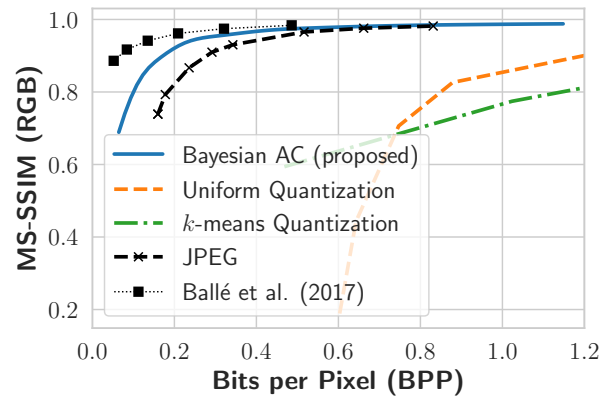 MS-SSIM (RGB)
1.0
0.8
0.6
0.4
0.2
Bayesian AC (proposed)
Uniform Quantization
k-means Quantization
JPEG
Ballé et al. (2017)
0.0 0.2 0.4 0.6 0.8 1.0 1.2
Bits per Pixel (BPP)